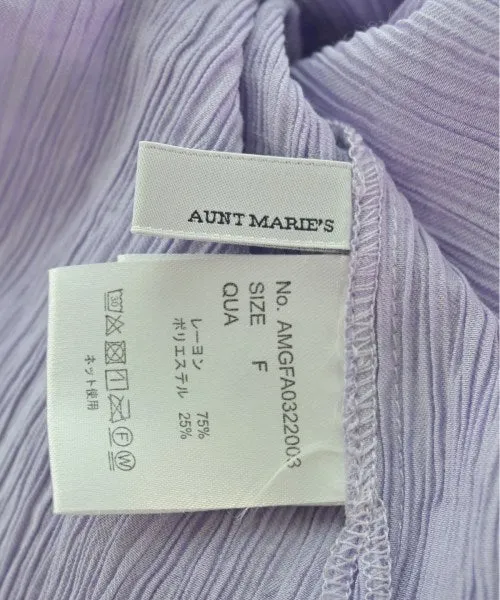 AUNT MARIE'S
No. AMGFA0322003
SIZE F
QUA
レーヨン 75%
ポリエステル 25%
30 F W
ネット使用